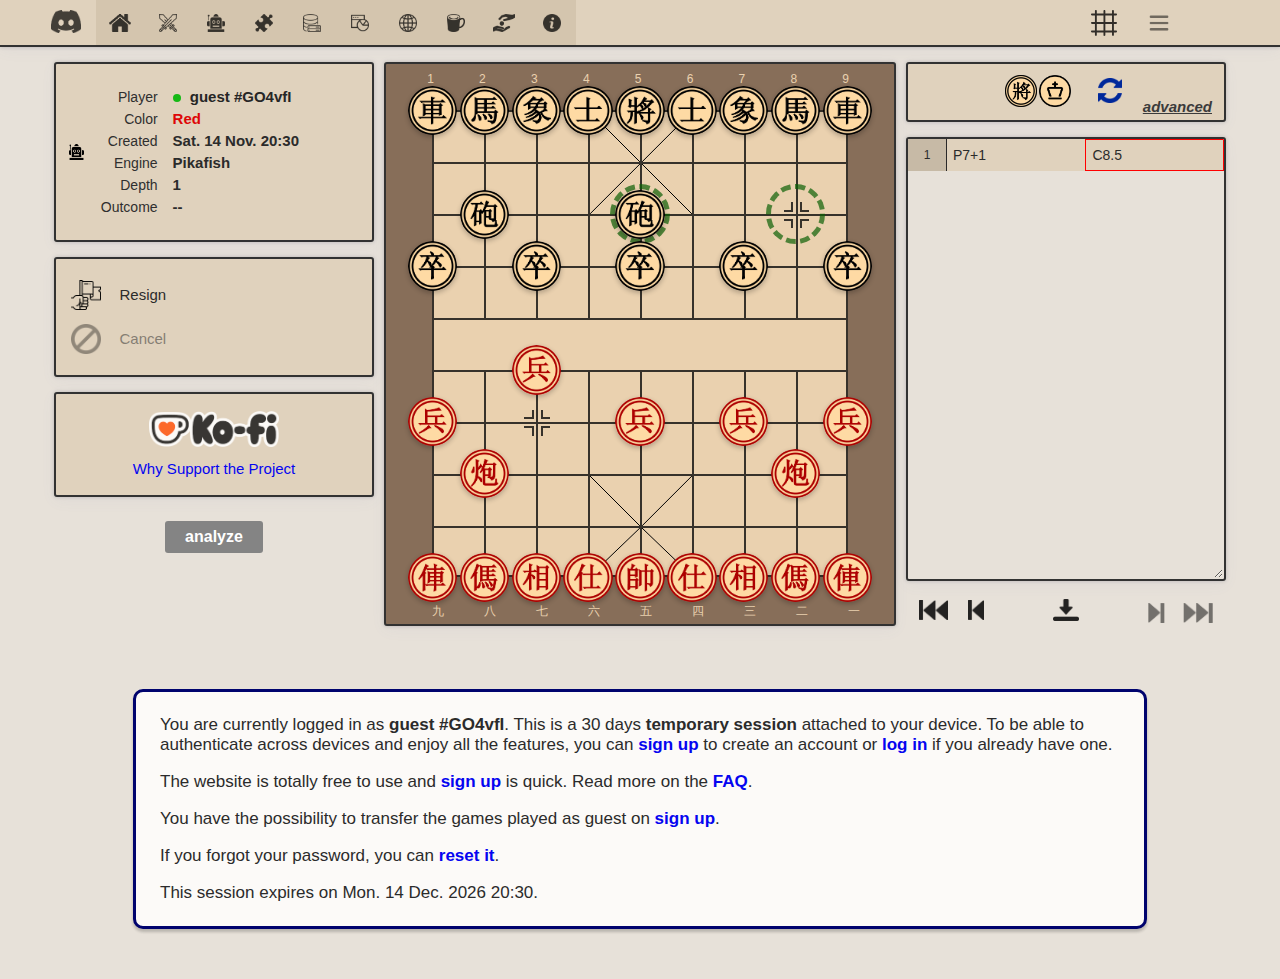 Player guest #GO4vfl
Color Red
Created Sat. 14 Nov. 20:30
Engine Pikafish
Depth 1
Outcome --
Resign
Cancel
Ko-fi
Why Support the Project
analyze
1 2 3 4 5 6 7 8 9
車 馬 象 士 將 士 象 馬 車
砲 砲
卒 卒 卒 卒 卒
兵
兵 兵 兵 兵
炮 炮
俥 傌 相 仕 帥 仕 相 傌 俥
九 八 七 六 五 四 三 二 一
將
advanced
1 P7+1 C8.5
You are currently logged in as guest #GO4vfl. This is a 30 days temporary session attached to your device. To be able to
authenticate across devices and enjoy all the features, you can sign up to create an account or log in if you already have one.
The website is totally free to use and sign up is quick. Read more on the FAQ.
You have the possibility to transfer the games played as guest on sign up.
If you forgot your password, you can reset it.
This session expires on Mon. 14 Dec. 2026 20:30.